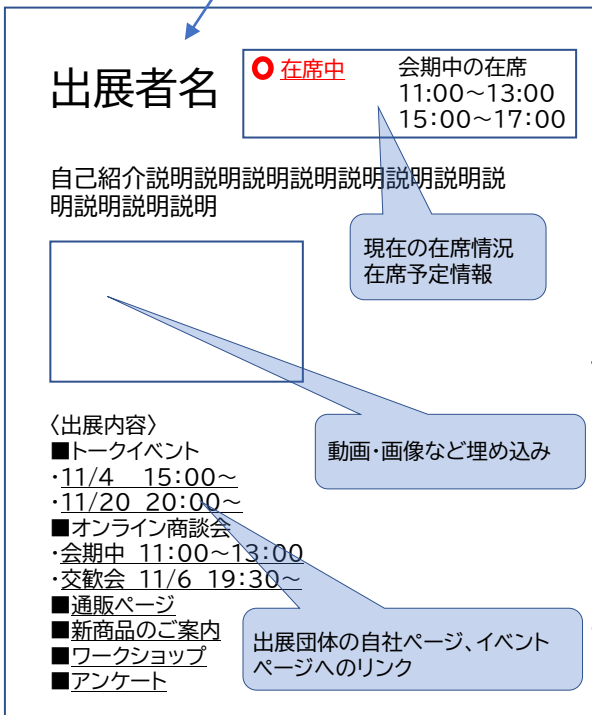 出展者名
在席中
会期中の在席
11:00~13:00
15:00~17:00
自己紹介説明説明説明説明説明説明説明説
明説明説明説明
現在の在席情況
在席予定情報
動画・画像など埋め込み
〈出展内容〉
■トークイベント
・11/4 15:00~
・11/20 20:00~
■オンライン商談会
・会期中 11:00~13:00
・交歓会 11/6 19:30~
■通販ページ
■新商品のご案内
■ワークショップ
■アンケート
出展団体の自社ページ、イベント
ページへのリンク